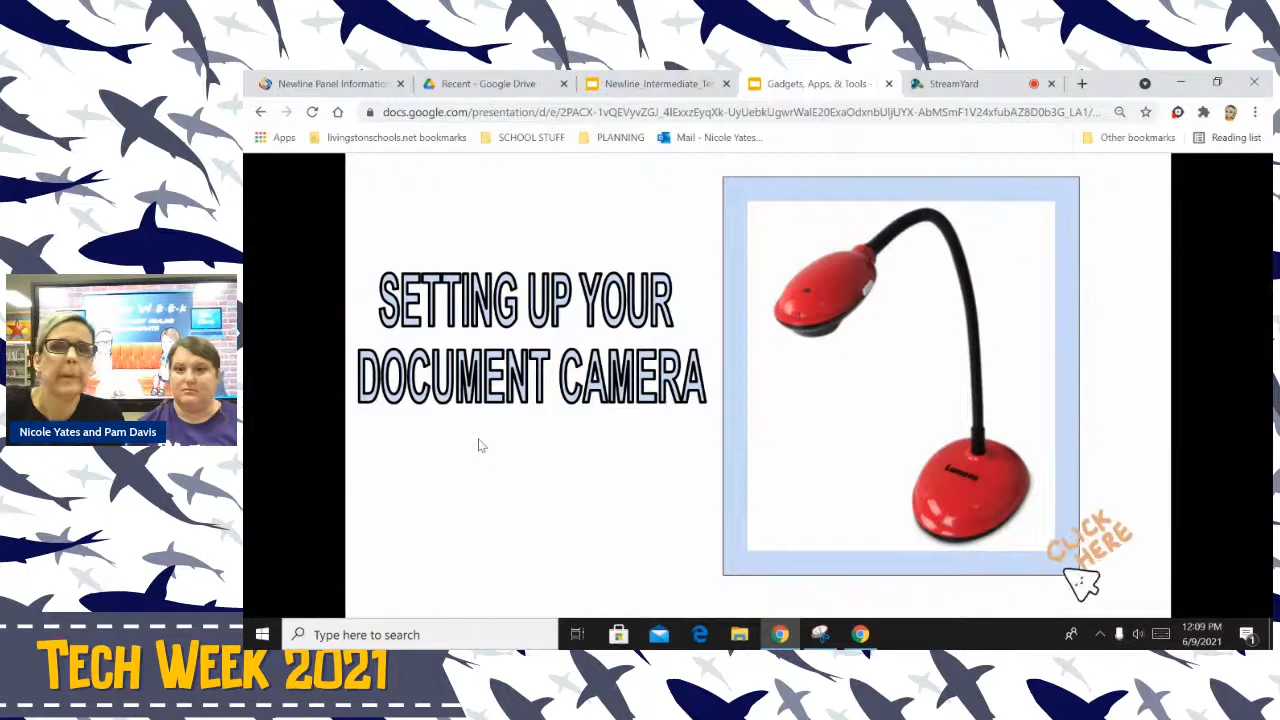 Newline Panel Information
Recent - Google Drive
Newline_Intermediate_Te
Gadgets, Apps, & Tools -
StreamYard
docs.google.com/presentation/d/e/2PACX-1vQEVyvZGJ_4lExxzEyqXk-UyUebkUgwrWalE20ExaOdxnbUljUYX-AbMSmF1V24xfubAZ8D0b3G_LA1/...
Apps
livingstonschools.net bookmarks
SCHOOL STUFF
PLANNING
Mail - Nicole Yates...
Other bookmarks
Reading list
SETTING UP YOUR
DOCUMENT CAMERA
Lumens
CLICK
HERE
Nicole Yates and Pam Davis
Type here to search
12:09 PM
6/9/2021
TECH WEEK 2021